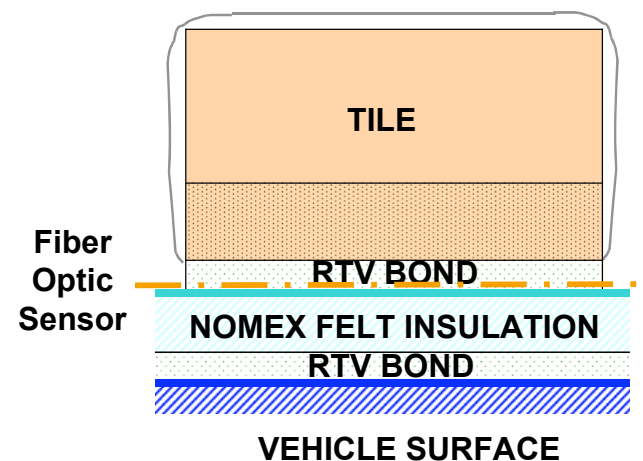 TILE
Fiber
Optic
Sensor
RTV BOND
NOMEX FELT INSULATION
RTV BOND
VEHICLE SURFACE